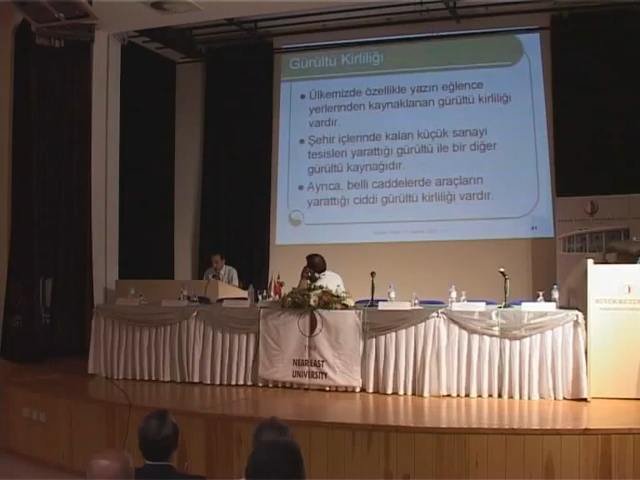 Gürültü Kirliliği
• Ülkemizde özellikle yazın eğlence
yerlerinden kaynaklanan gürültü kirliliği
vardır.
• Şehir içlerinde kalan küçük sanayi
tesisleri yarattığı gürültü ile bir diğer
gürültü kaynağıdır.
• Ayrıca, belli caddelerde araçların
yarattığı ciddi gürültü kirliliği vardır.
NEAR EAST
UNIVERSITY